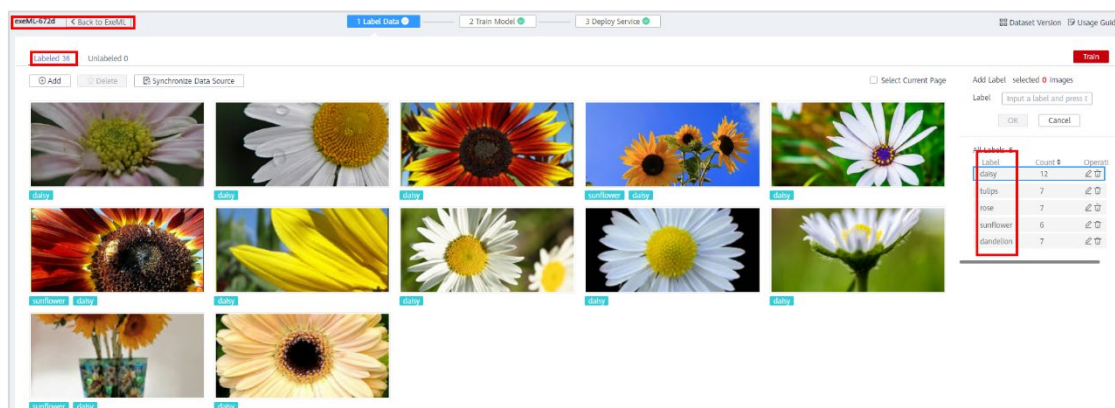 exeML-672d < Back to ExeML
1 Label Data
2 Train Model
3 Deploy Service
Dataset Version
Usage Guid
Labeled 36 Unlabeled 0
Train
Add
Delete
Synchronize Data Source
Select Current Page
Add Label selected 0 images
Label Input a label and press E
OK Cancel
All Labels 5
Label Count Operati
daisy 12
tulips 7
rose 7
sunflower 6
dandelion 7
daisy
daisy
daisy
sunflower daisy
daisy
sunflower daisy
daisy
daisy
daisy
daisy
sunflower daisy
daisy